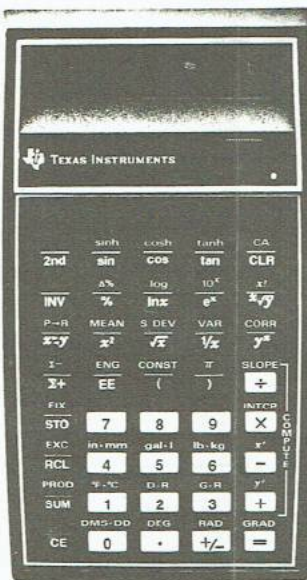 TEXAS INSTRUMENTS
sinh cosh tanh CA
2nd sin cos tan CLR
Δ% log 10ˣ x!
INV % lnx eˣ ˣ√y
P→R MEAN S DEV VAR CORR
x⇄y x² √x 1/x yˣ
Σ− ENG CONST π SLOPE
Σ+ EE ( ) ÷
FIX INTCP
STO 7 8 9 ×
EXC in-mm gal-l lb-kg x'
RCL 4 5 6 −
PROD °F-°C D-R G-R y'
SUM 1 2 3 +
DMS-DD DEG RAD GRAD
CE 0 . +/− =
COMPUTE